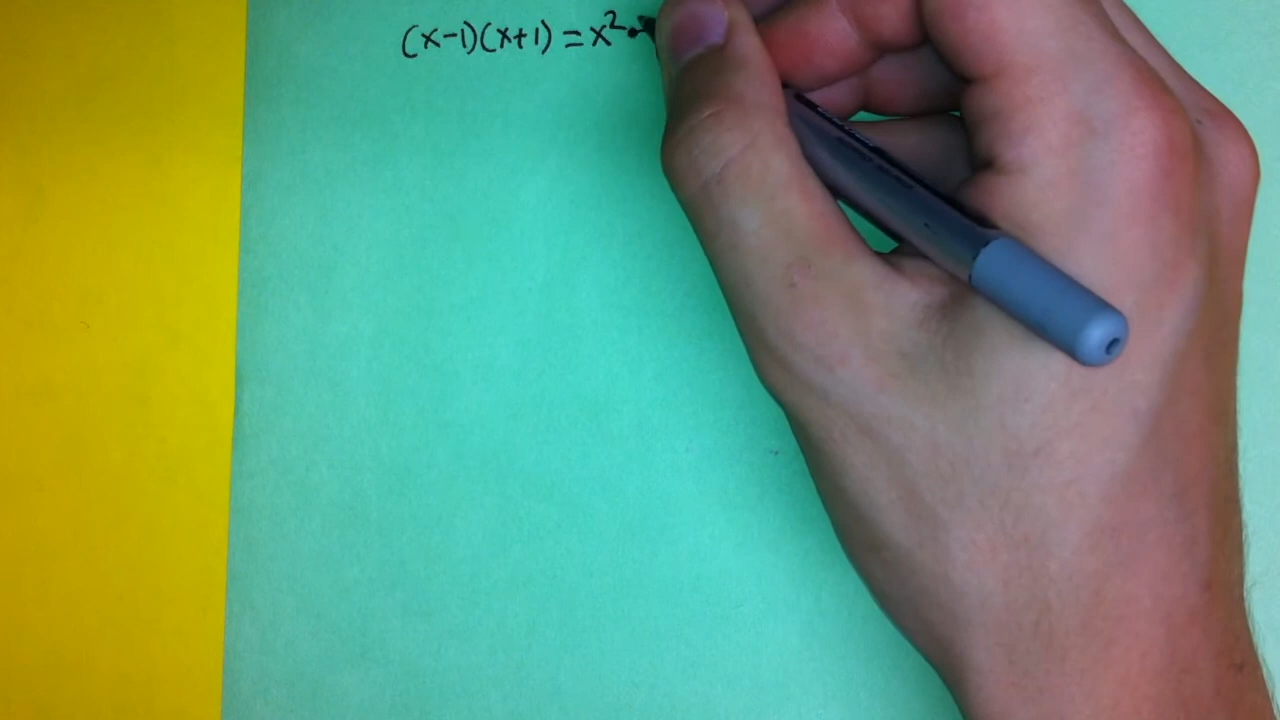 (x-1)(x+1) = x²